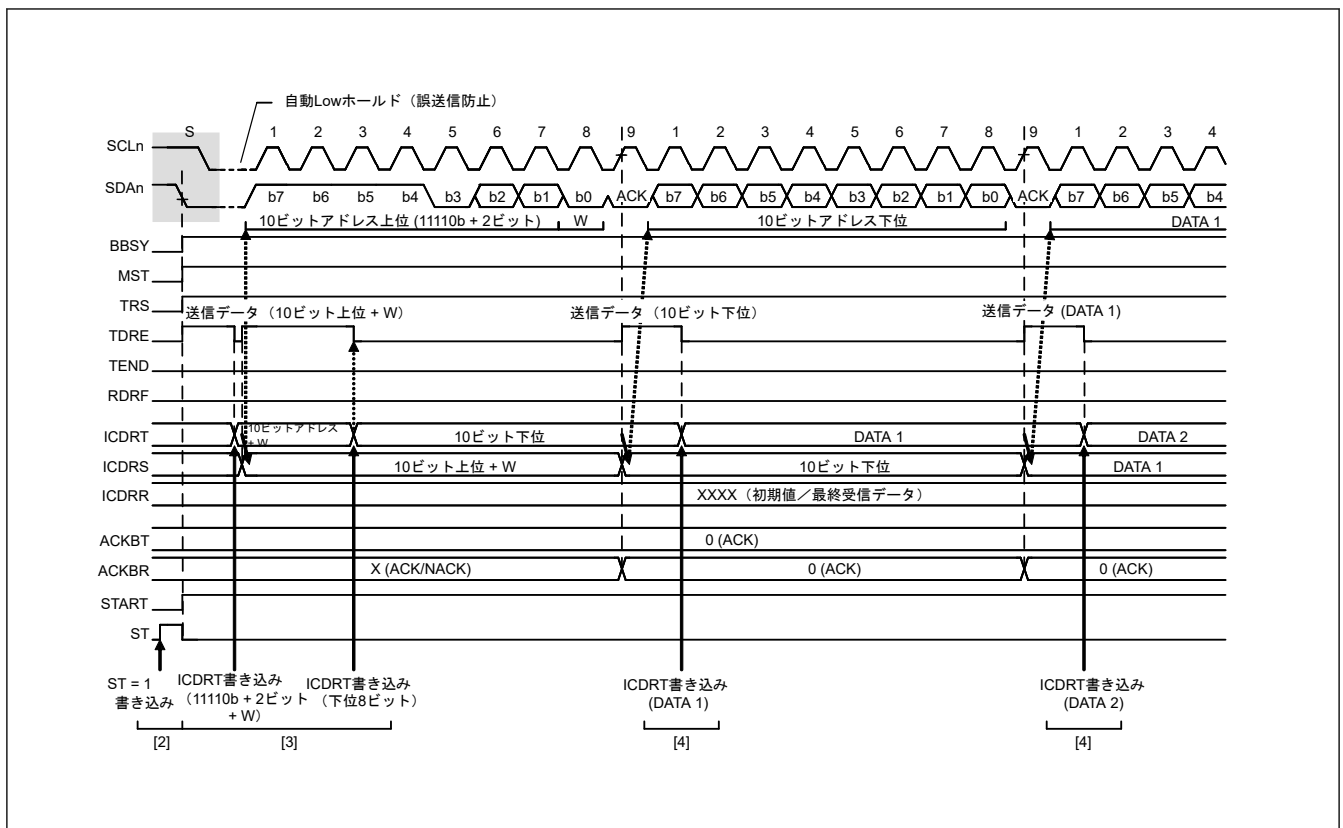 自動Lowホールド（誤送信防止）
S 1 2 3 4 5 6 7 8 9 1 2 3 4 5 6 7 8 9 1 2 3 4
SCLn
SDAn b7 b6 b5 b4 b3 b2 b1 b0 ACK b7 b6 b5 b4 b3 b2 b1 b0 ACK b7 b6 b5 b4
10ビットアドレス上位 (11110b + 2ビット) W 10ビットアドレス下位 DATA 1
BBSY
MST
TRS
送信データ（10ビット上位 + W） 送信データ（10ビット下位） 送信データ (DATA 1)
TDRE
TEND
RDRF
10ビットアドレス
+ W
ICDRT 10ビット下位 DATA 1 DATA 2
ICDRS 10ビット上位 + W 10ビット下位 DATA 1
ICDRR XXXX（初期値／最終受信データ）
ACKBT 0 (ACK)
ACKBR X (ACK/NACK) 0 (ACK) 0 (ACK)
START
ST
ST = 1
書き込み
ICDRT書き込み
（11110b + 2ビット
+ W）
ICDRT書き込み
（下位8ビット）
ICDRT書き込み
(DATA 1)
ICDRT書き込み
(DATA 2)
[2] [3] [4] [4]